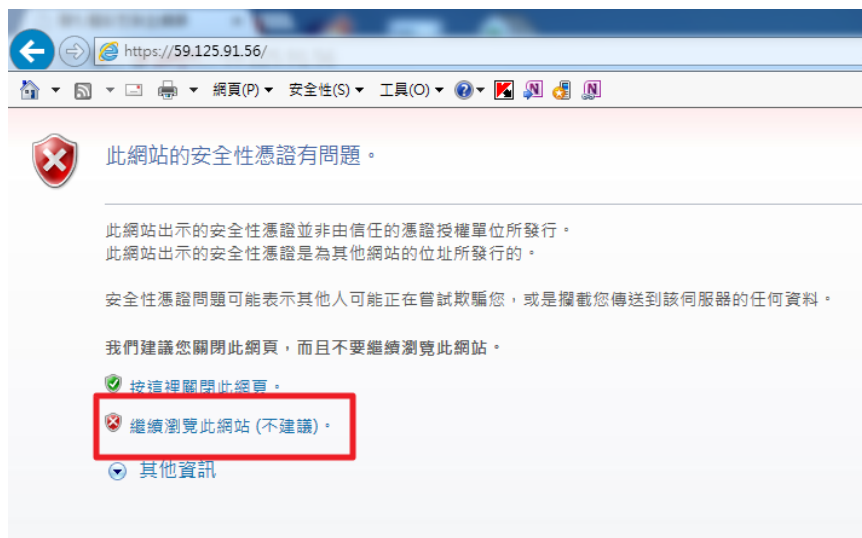 https://59.125.91.56/
網頁(P) 安全性(S) 工具(O)
此網站的安全性憑證有問題。
此網站出示的安全性憑證並非由信任的憑證授權單位所發行。
此網站出示的安全性憑證是為其他網站的位址所發行的。
安全性憑證問題可能表示其他人可能正在嘗試欺騙您，或是攔截您傳送到該伺服器的任何資料。
我們建議您關閉此網頁，而且不要繼續瀏覽此網站。
按這裡關閉此網頁。
繼續瀏覽此網站 (不建議)。
其他資訊